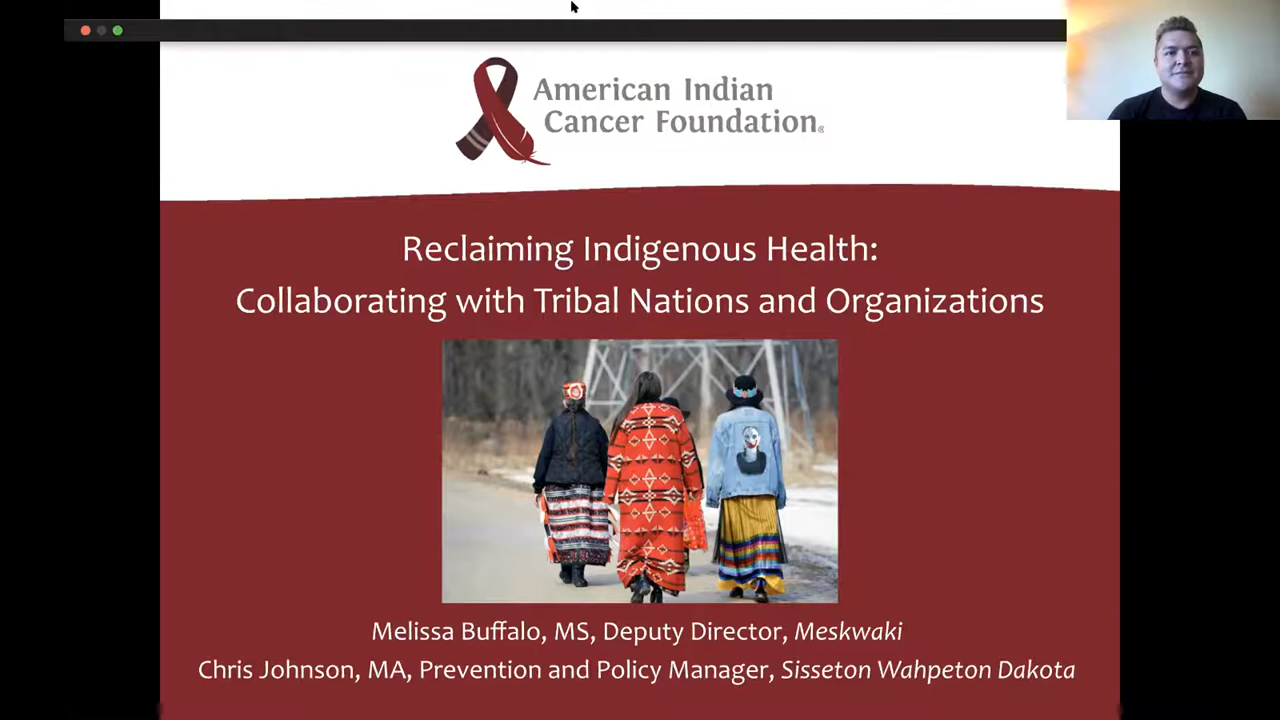 American Indian
Cancer Foundation®
Reclaiming Indigenous Health:
Collaborating with Tribal Nations and Organizations
Melissa Buffalo, MS, Deputy Director, Meskwaki
Chris Johnson, MA, Prevention and Policy Manager, Sisseton Wahpeton Dakota